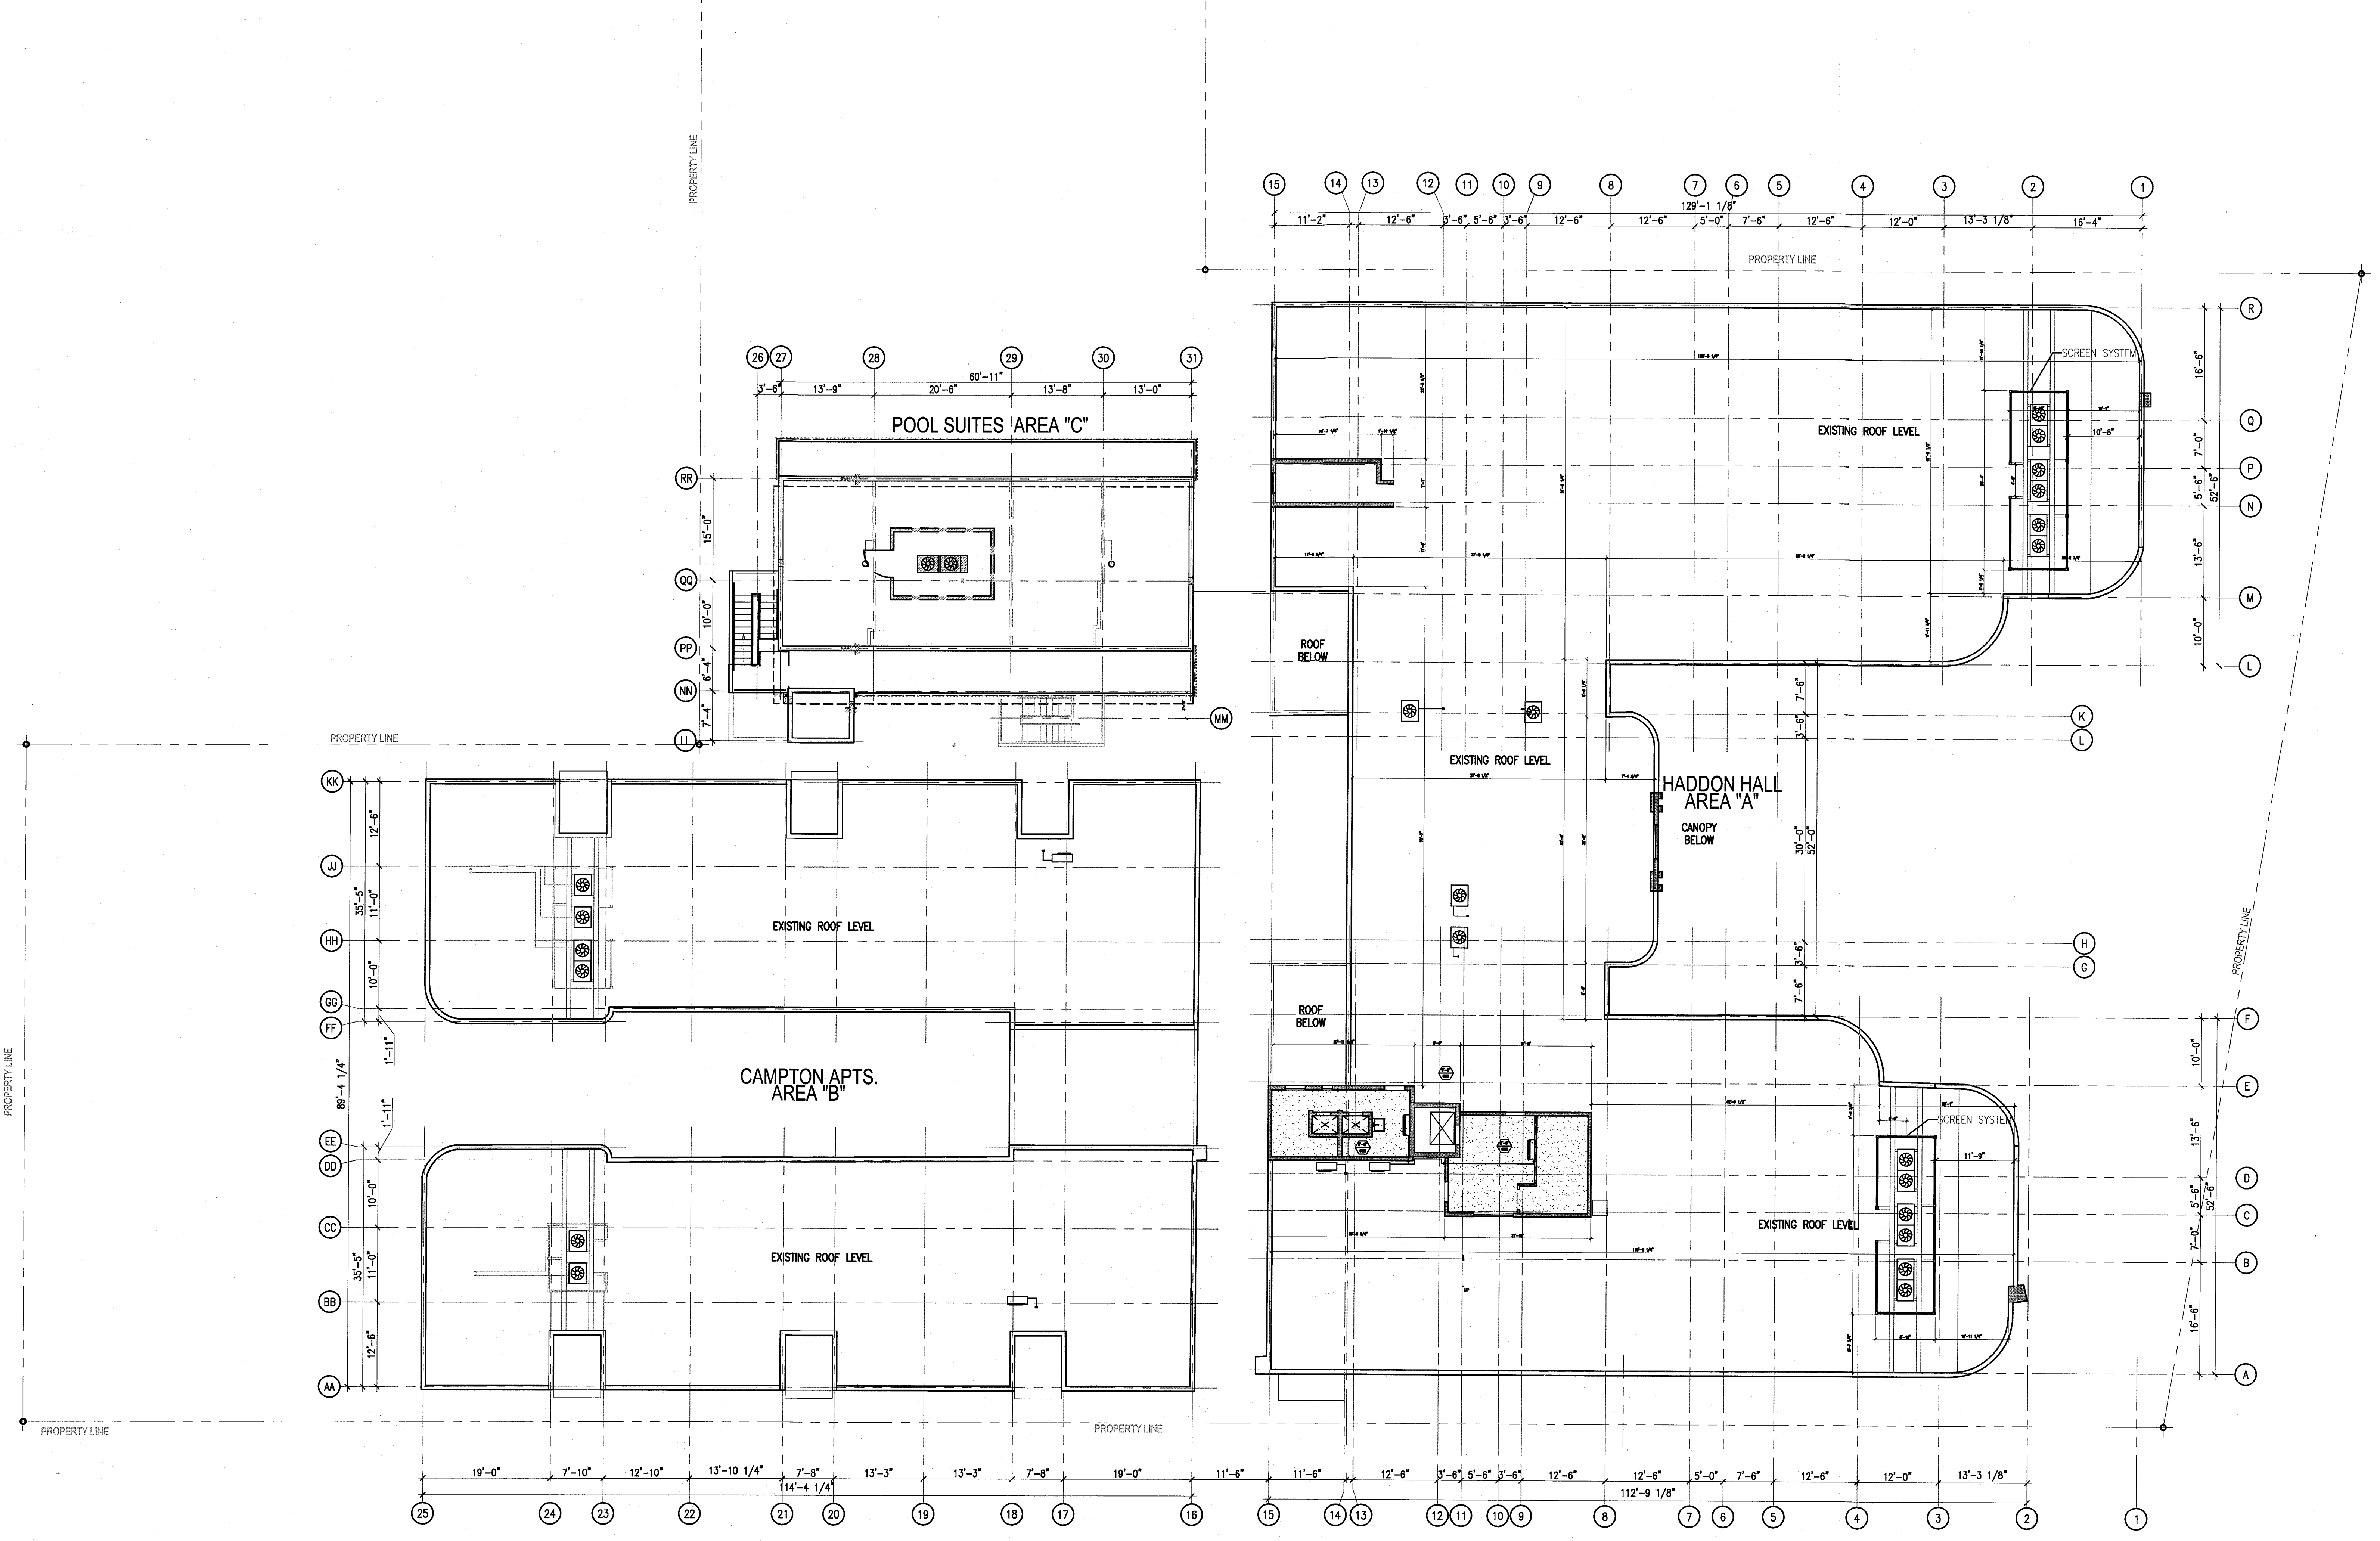 PROPERTY LINE
15 14 13 12 11 10 9 8 7 6 5 4 3 2 1
129'-1 1/8"
11'-2" 12'-6" 3'-6" 5'-6" 3'-6" 12'-6" 12'-6" 5'-0" 7'-6" 12'-6" 12'-0" 13'-3 1/8" 16'-4"
PROPERTY LINE
R
SCREEN SYSTEM
16'-6"
26 27 28 29 30 31
60'-11"
3'-6" 13'-9" 20'-6" 13'-8" 13'-0"
POOL SUITES AREA "C"
EXISTING ROOF LEVEL
10'-8"
Q
7'-0"
P
5'-6"
52'-6"
N
13'-6"
M
10'-0"
L
RR
15'-0"
QQ
10'-0"
PP
6'-4"
NN
7'-4"
LL
MM
ROOF
BELOW
7'-6"
K
3'-6"
L
EXISTING ROOF LEVEL
HADDON HALL
AREA "A"
CANOPY
BELOW
30'-0"
52'-0"
H
3'-6"
G
7'-6"
F
PROPERTY LINE
PROPERTY LINE
KK
12'-6"
JJ
35'-5"
11'-0"
HH
10'-0"
GG
FF
1'-11"
EXISTING ROOF LEVEL
CAMPTON APTS.
AREA "B"
89'-4 1/4"
PROPERTY LINE
1'-11"
EE
DD
10'-0"
CC
35'-5"
11'-0"
BB
12'-6"
AA
EXISTING ROOF LEVEL
ROOF
BELOW
10'-0"
E
SCREEN SYSTEM
13'-6"
11'-9"
D
5'-6"
52'-6"
C
EXISTING ROOF LEVEL
7'-0"
B
UP
16'-6"
A
PROPERTY LINE
PROPERTY LINE
19'-0" 7'-10" 12'-10" 13'-10 1/4" 7'-8" 13'-3" 13'-3" 7'-8" 19'-0" 11'-6" 11'-6" 12'-6" 3'-6" 5'-6" 3'-6" 12'-6" 12'-6" 5'-0" 7'-6" 12'-6" 12'-0" 13'-3 1/8"
114'-4 1/4" 112'-9 1/8"
25 24 23 22 21 20 19 18 17 16 15 14 13 12 11 10 9 8 7 6 5 4 3 2 1